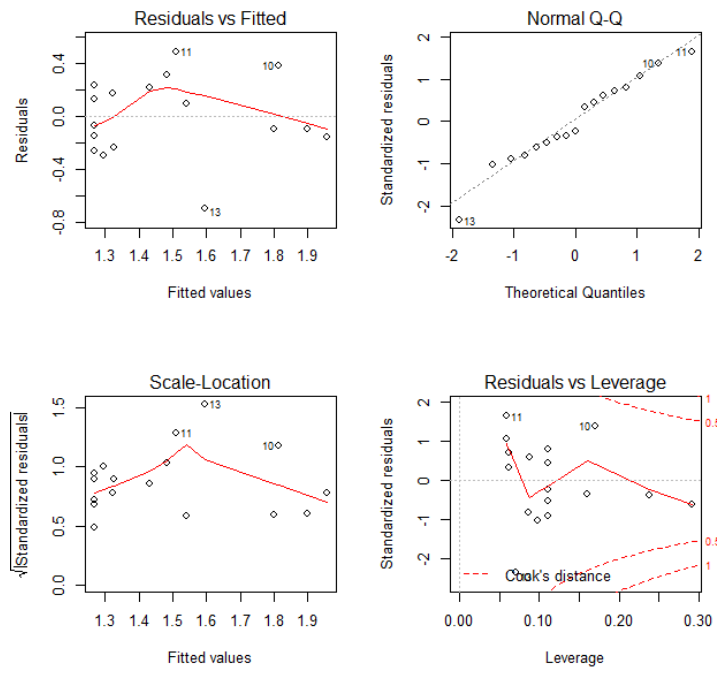 Residuals vs Fitted
Residuals
0.4
0.0
-0.4
-0.8
11
10
13
1.3 1.4 1.5 1.6 1.7 1.8 1.9
Fitted values
Normal Q-Q
Standardized residuals
2
1
0
-1
-2
11
10
13
-2 -1 0 1 2
Theoretical Quantiles
Scale-Location
√|Standardized residuals|
1.5
1.0
0.5
0.0
13
11
10
1.3 1.4 1.5 1.6 1.7 1.8 1.9
Fitted values
Residuals vs Leverage
Standardized residuals
2
1
0
-1
-2
11
10
1
0.5
0.5
1
Cook's distance
0.00 0.10 0.20 0.30
Leverage